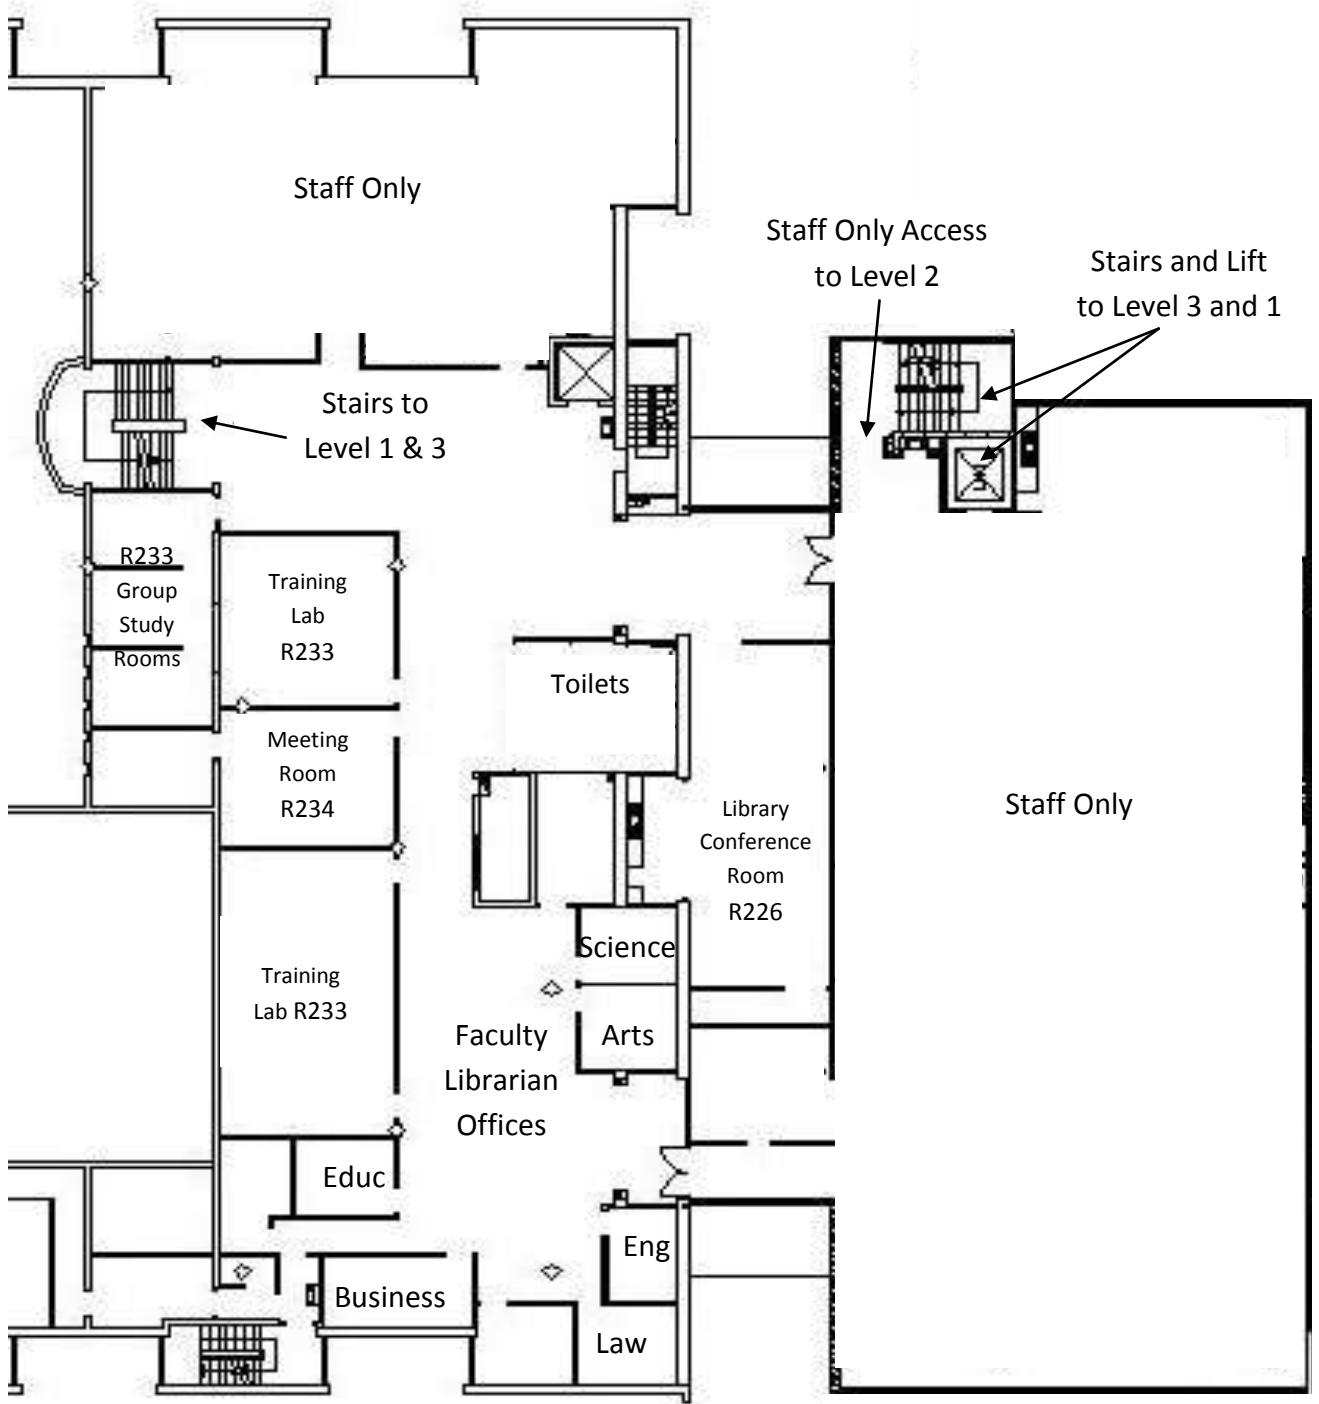 Staff Only
Staff Only Access
to Level 2
Stairs and Lift
to Level 3 and 1
Stairs to
Level 1 & 3
R233
Group
Study
Rooms
Training
Lab
R233
Toilets
Meeting
Room
R234
Library
Conference
Room
R226
Staff Only
Science
Training
Lab R233
Arts
Faculty
Librarian
Offices
Educ
Eng
Business
Law